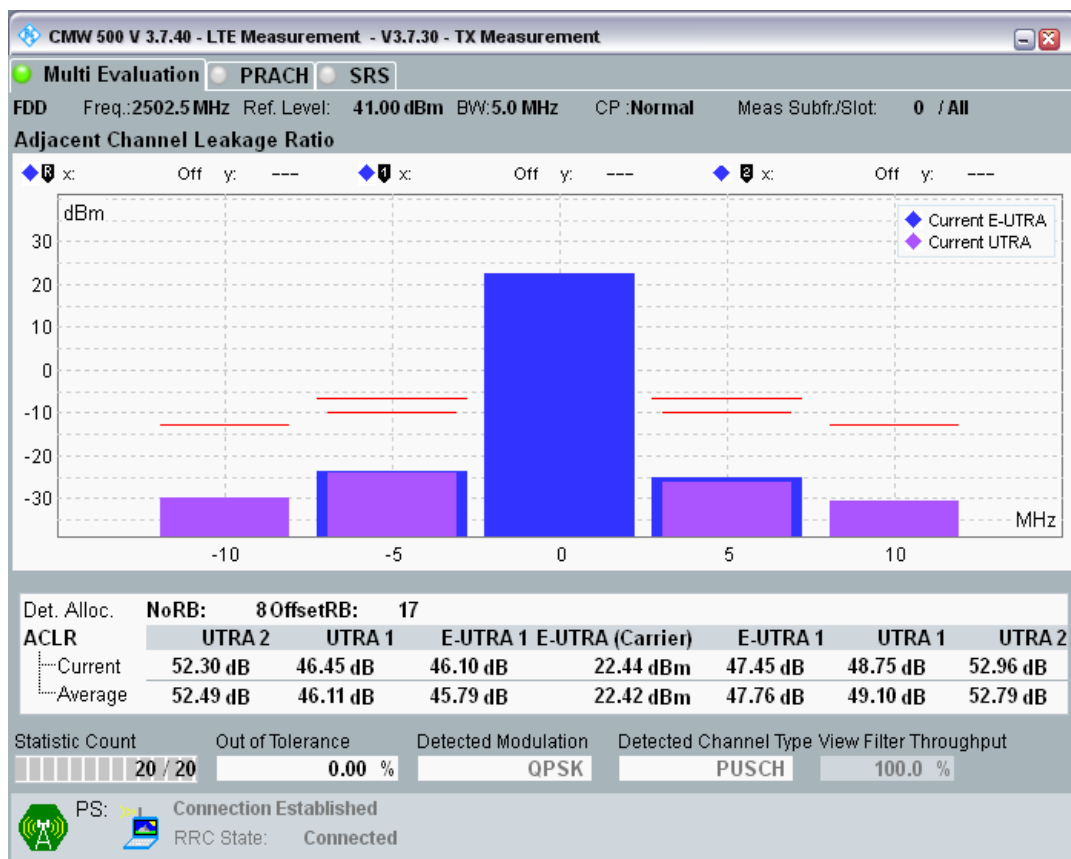 CMW 500 V 3.7.40 - LTE Measurement - V3.7.30 - TX Measurement
Multi Evaluation PRACH SRS
FDD Freq.:2502.5 MHz Ref. Level: 41.00 dBm BW:5.0 MHz CP :Normal Meas Subfr./Slot: 0 / All
Adjacent Channel Leakage Ratio
R x: Off y: --- 1 x: Off y: --- 2 x: Off y: ---
dBm
Current E-UTRA
Current UTRA
30
20
10
0
-10
-20
-30
MHz
-10 -5 0 5 10
Det. Alloc. NoRB: 8 OffsetRB: 17
ACLR UTRA 2 UTRA 1 E-UTRA 1 E-UTRA (Carrier) E-UTRA 1 UTRA 1 UTRA 2
Current 52.30 dB 46.45 dB 46.10 dB 22.44 dBm 47.45 dB 48.75 dB 52.96 dB
Average 52.49 dB 46.11 dB 45.79 dB 22.42 dBm 47.76 dB 49.10 dB 52.79 dB
Statistic Count Out of Tolerance Detected Modulation Detected Channel Type View Filter Throughput
20 / 20 0.00 % QPSK PUSCH 100.0 %
PS: Connection Established
RRC State: Connected